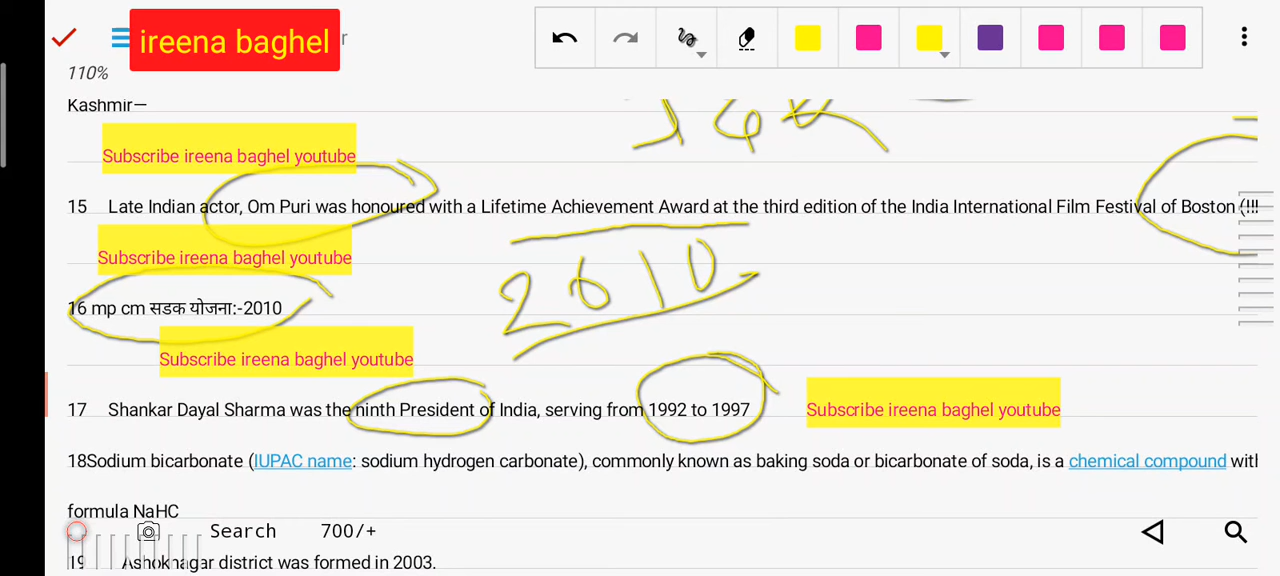 ireena baghel
r
110%
Kashmir—
Subscribe ireena baghel youtube
15 Late Indian actor, Om Puri was honoured with a Lifetime Achievement Award at the third edition of the India International Film Festival of Boston (III
Subscribe ireena baghel youtube
2010
16 mp cm सडक योजना:-2010
Subscribe ireena baghel youtube
17 Shankar Dayal Sharma was the ninth President of India, serving from 1992 to 1997 Subscribe ireena baghel youtube
18Sodium bicarbonate (IUPAC name: sodium hydrogen carbonate), commonly known as baking soda or bicarbonate of soda, is a chemical compound with
formula NaHC
Search 700/+
19 Ashoknagar district was formed in 2003.